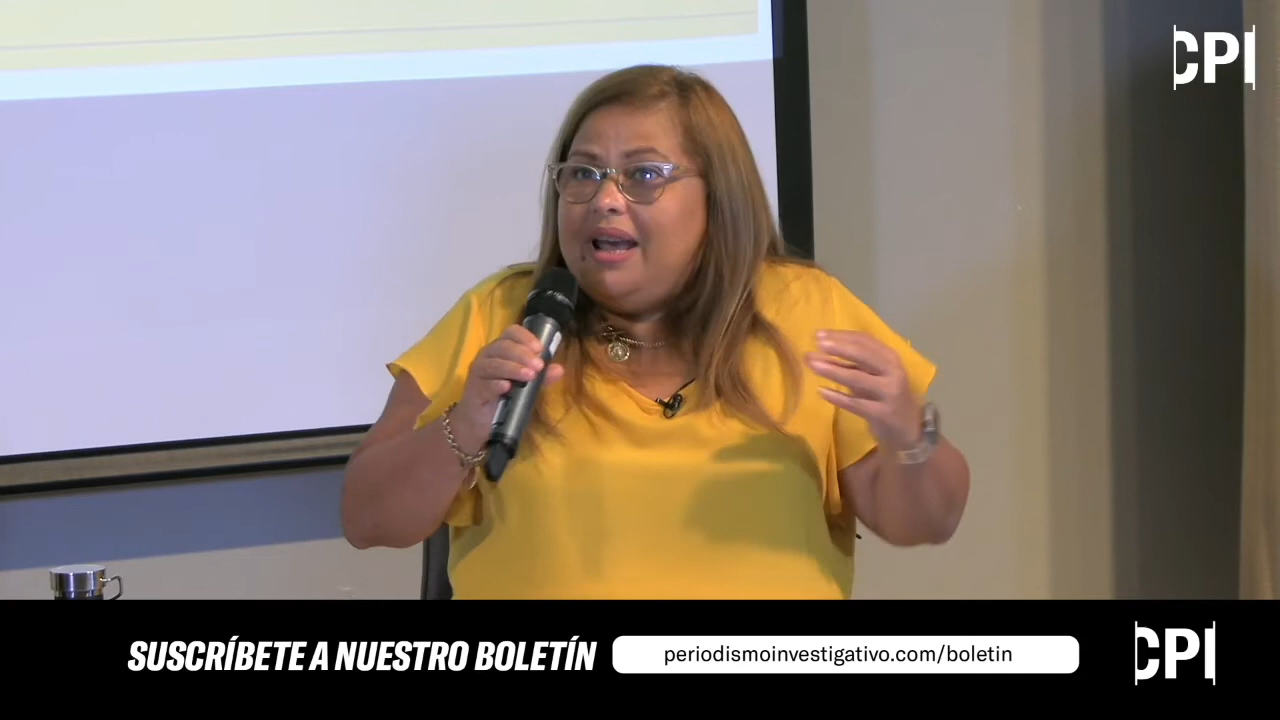 CPI
SUSCRÍBETE A NUESTRO BOLETÍN
periodismoinvestigativo.com/boletin
CPI